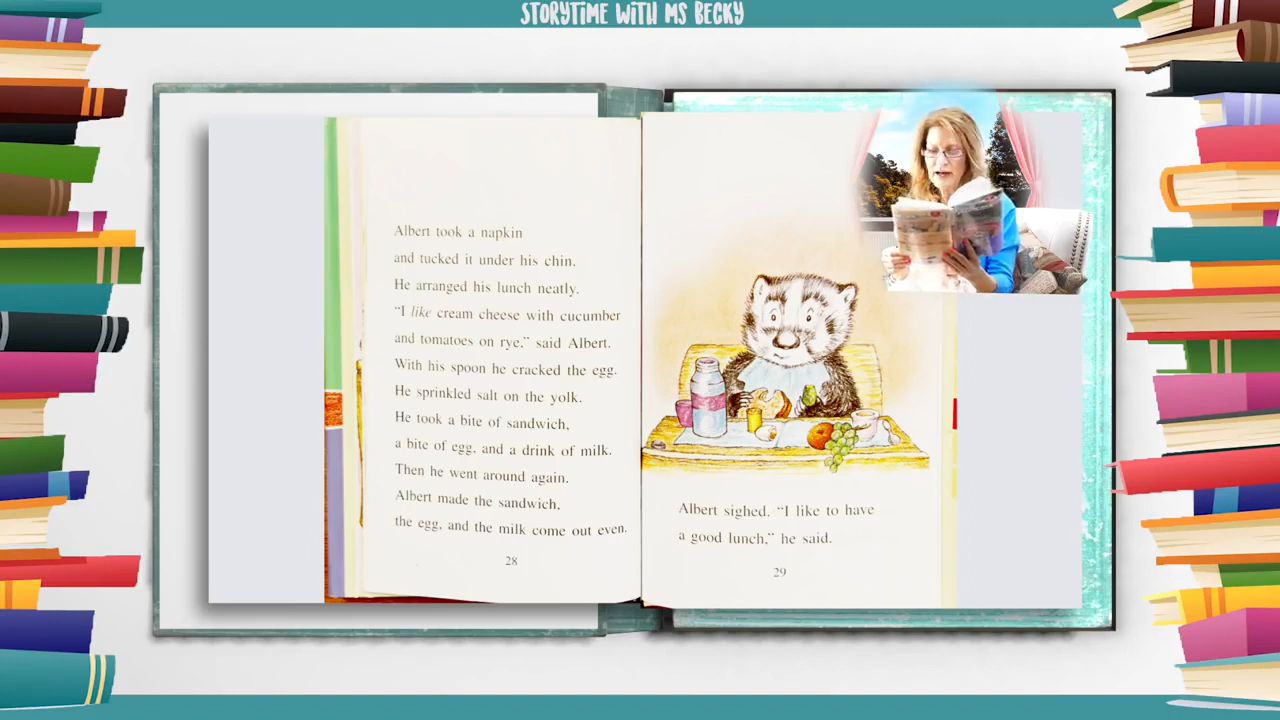 STORYTIME WITH MS BECKY
Albert took a napkin
and tucked it under his chin.
He arranged his lunch neatly.
“I like cream cheese with cucumber
and tomatoes on rye,” said Albert.
With his spoon he cracked the egg.
He sprinkled salt on the yolk.
He took a bite of sandwich,
a bite of egg, and a drink of milk.
Then he went around again.
Albert made the sandwich,
the egg, and the milk come out even.
28
Albert sighed. “I like to have
a good lunch,” he said.
29